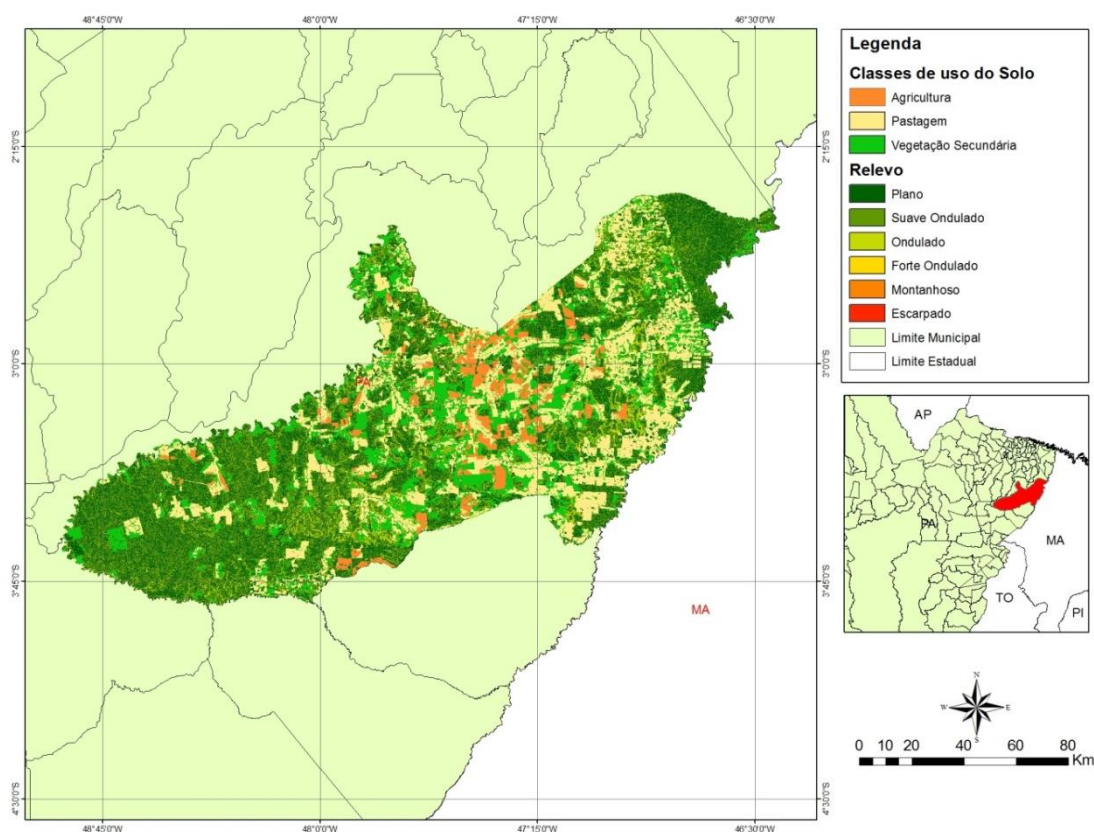 48°45'0"W 48°0'0"W 47°15'0"W 46°30'0"W
2°15'0"S 2°15'0"S
3°0'0"S 3°0'0"S
PA
3°45'0"S 3°45'0"S
MA
4°30'0"S 4°30'0"S
48°45'0"W 48°0'0"W 47°15'0"W 46°30'0"W
Legenda
Classes de uso do Solo
Agricultura
Pastagem
Vegetação Secundária
Relevo
Plano
Suave Ondulado
Ondulado
Forte Ondulado
Montanhoso
Escarpado
Limite Municipal
Limite Estadual
AP
PA
MA
TO
PI
N
W E
S
0 10 20 40 60 80
Km